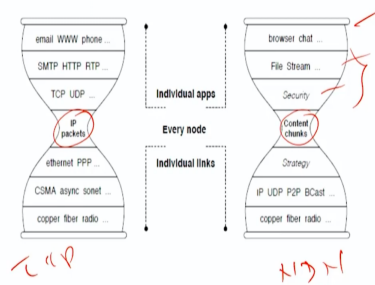 email WWW phone ...
SMTP HTTP RTP ...
TCP UDP ...
IP
packets
ethernet PPP ...
CSMA async sonet ...
copper fiber radio ...
Individual apps
Every node
Individual links
browser chat ...
File Stream ...
Security
Content
chunks
Strategy
IP UDP P2P BCast ...
copper fiber radio ...